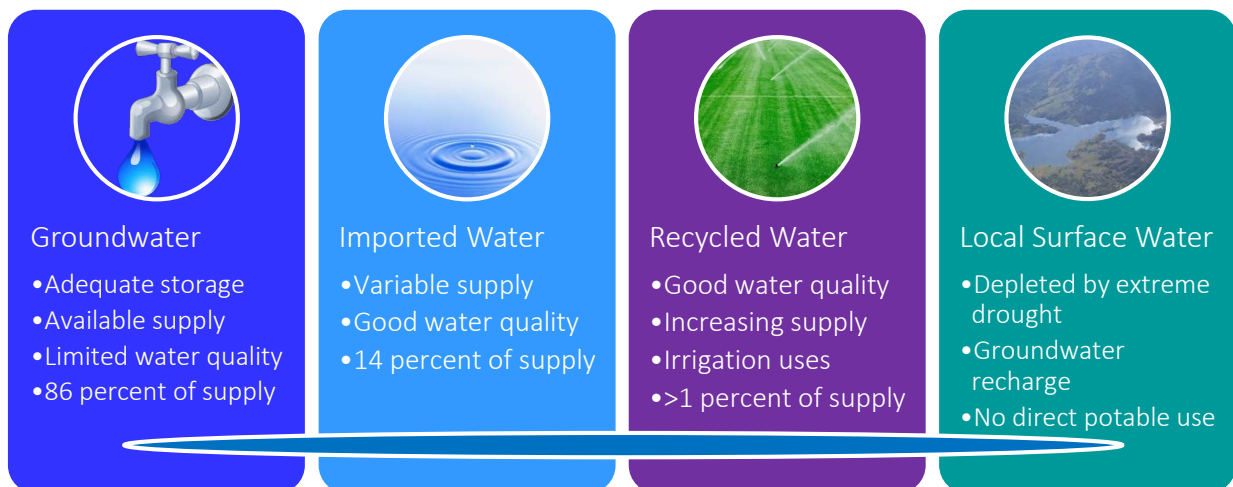 Groundwater
•Adequate storage
•Available supply
•Limited water quality
•86 percent of supply
Imported Water
•Variable supply
•Good water quality
•14 percent of supply
Recycled Water
•Good water quality
•Increasing supply
•Irrigation uses
•>1 percent of supply
Local Surface Water
•Depleted by extreme
drought
•Groundwater
recharge
•No direct potable use